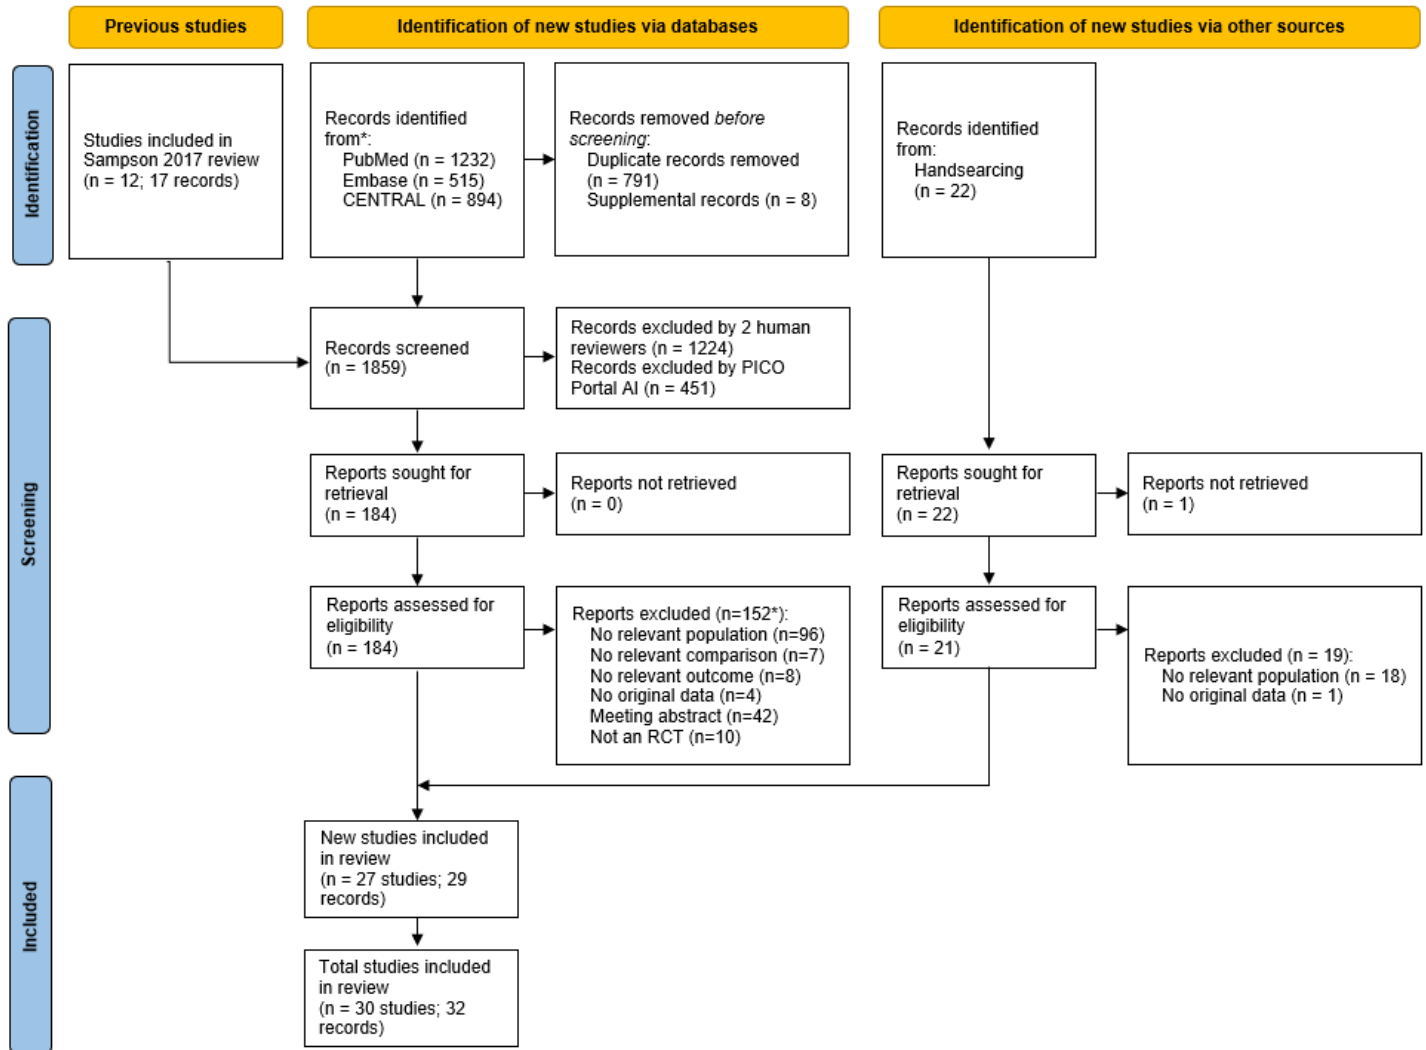 Previous studies
Identification of new studies via databases
Identification of new studies via other sources
Identification
Studies included in
Sampson 2017 review
(n = 12; 17 records)
Records identified
from*:
PubMed (n = 1232)
Embase (n = 515)
CENTRAL (n = 894)
Records removed before
screening:
Duplicate records removed
(n = 791)
Supplemental records (n = 8)
Records identified
from:
Handsearching
(n = 22)
Screening
Records screened
(n = 1859)
Records excluded by 2 human
reviewers (n = 1224)
Records excluded by PICO
Portal AI (n = 451)
Reports sought for
retrieval
(n = 184)
Reports not retrieved
(n = 0)
Reports sought for
retrieval
(n = 22)
Reports not retrieved
(n = 1)
Reports assessed for
eligibility
(n = 184)
Reports excluded (n=152*):
No relevant population (n=96)
No relevant comparison (n=7)
No relevant outcome (n=8)
No original data (n=4)
Meeting abstract (n=42)
Not an RCT (n=10)
Reports assessed for
eligibility
(n = 21)
Reports excluded (n = 19):
No relevant population (n = 18)
No original data (n = 1)
Included
New studies included
in review
(n = 27 studies; 29
records)
Total studies included
in review
(n = 30 studies; 32
records)